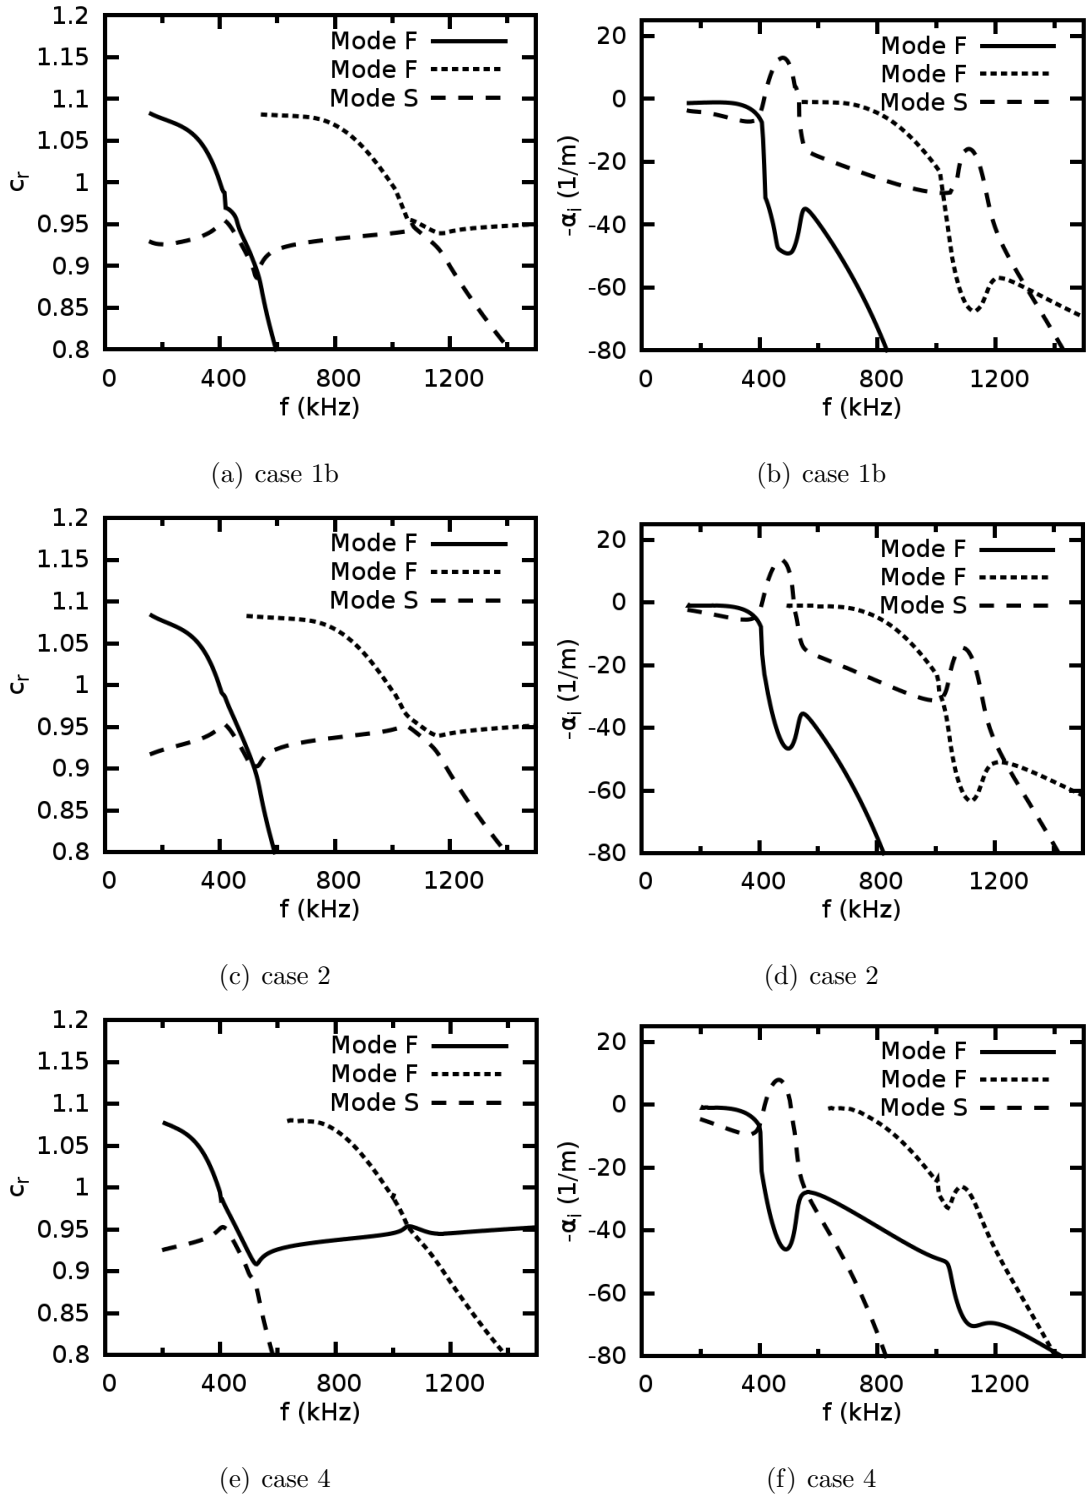 1.2
1.15
1.1
1.05
1
0.95
0.9
0.85
0.8
c_r
0 400 800 1200
f (kHz)
Mode F
Mode F
Mode S
(a) case 1b
20
0
-20
-40
-60
-80
-α_i (1/m)
0 400 800 1200
f (kHz)
Mode F
Mode F
Mode S
(b) case 1b
1.2
1.15
1.1
1.05
1
0.95
0.9
0.85
0.8
c_r
0 400 800 1200
f (kHz)
Mode F
Mode F
Mode S
(c) case 2
20
0
-20
-40
-60
-80
-α_i (1/m)
0 400 800 1200
f (kHz)
Mode F
Mode F
Mode S
(d) case 2
1.2
1.15
1.1
1.05
1
0.95
0.9
0.85
0.8
c_r
0 400 800 1200
f (kHz)
Mode F
Mode F
Mode S
(e) case 4
20
0
-20
-40
-60
-80
-α_i (1/m)
0 400 800 1200
f (kHz)
Mode F
Mode F
Mode S
(f) case 4